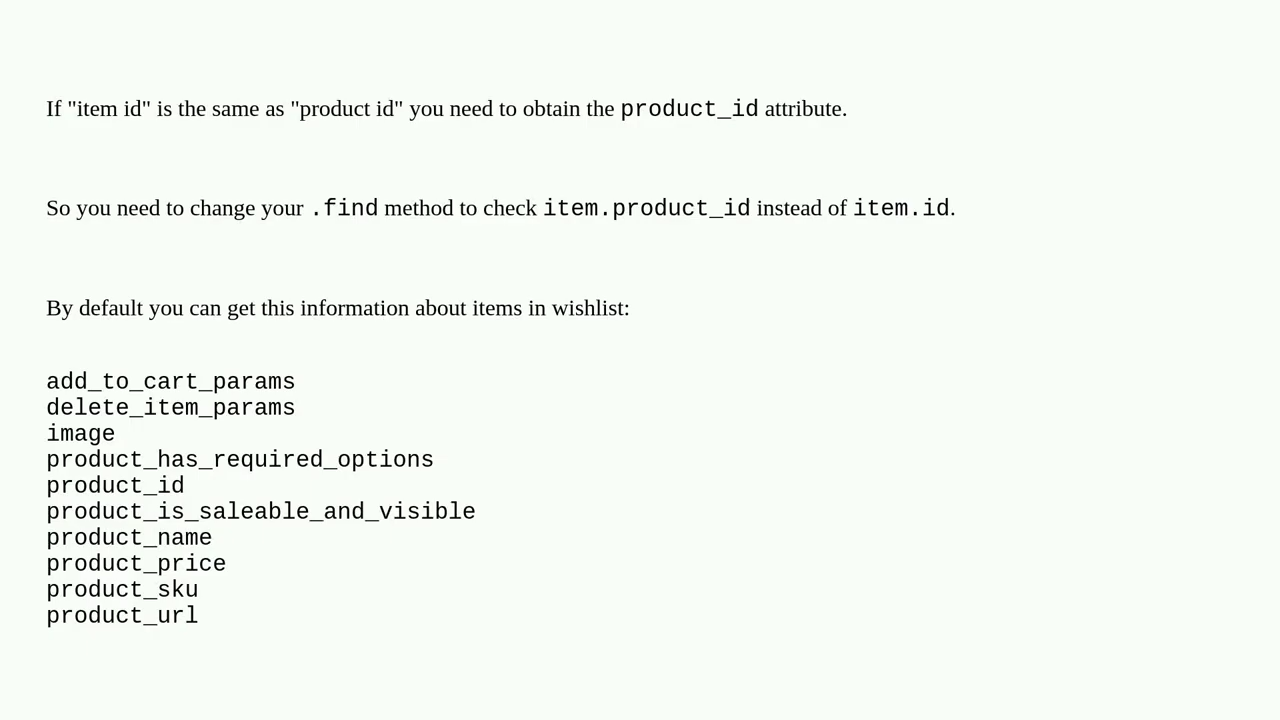 If "item id" is the same as "product id" you need to obtain the product_id attribute.
So you need to change your .find method to check item.product_id instead of item.id.
By default you can get this information about items in wishlist:
add_to_cart_params
delete_item_params
image
product_has_required_options
product_id
product_is_saleable_and_visible
product_name
product_price
product_sku
product_url